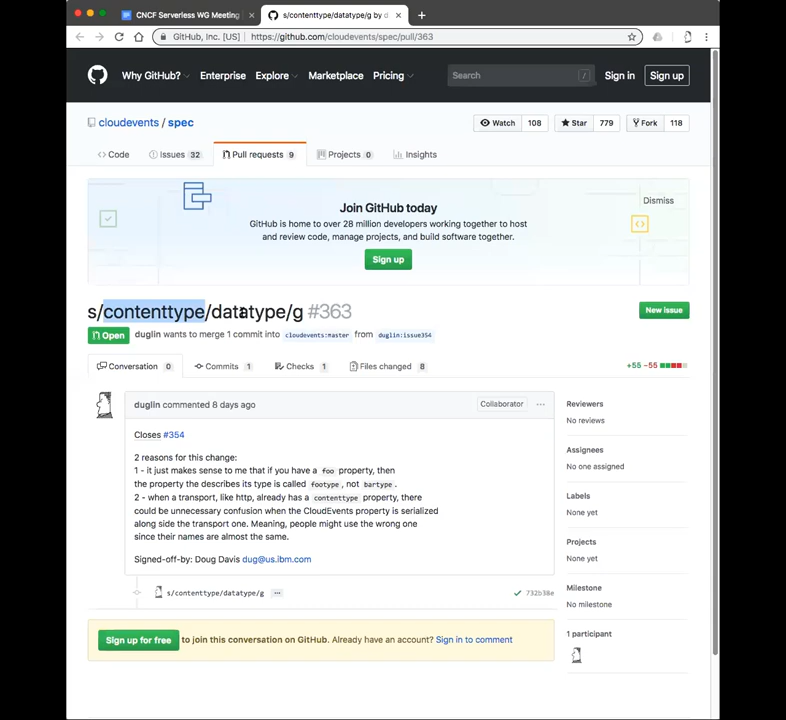 CNCF Serverless WG Meeting
s/contenttype/datatype/g by d
GitHub, Inc. [US] https://github.com/cloudevents/spec/pull/363
Why GitHub? Enterprise Explore Marketplace Pricing Search / Sign in Sign up
cloudevents / spec Watch 108 Star 779 Fork 118
Code Issues 32 Pull requests 9 Projects 0 Insights
Join GitHub today Dismiss
GitHub is home to over 28 million developers working together to host
and review code, manage projects, and build software together.
Sign up
s/contenttype/datatype/g #363 New issue
Open duglin wants to merge 1 commit into cloudevents:master from duglin:issue354
Conversation 0 Commits 1 Checks 1 Files changed 8 +55 −55
duglin commented 8 days ago Collaborator ...
Closes #354
2 reasons for this change:
1 - it just makes sense to me that if you have a foo property, then
the property the describes its type is called footype, not bartype.
2 - when a transport, like http, already has a contenttype property, there
could be unnecessary confusion when the CloudEvents property is serialized
along side the transport one. Meaning, people might use the wrong one
since their names are almost the same.
Signed-off-by: Doug Davis dug@us.ibm.com
s/contenttype/datatype/g ... 732b38e
Sign up for free to join this conversation on GitHub. Already have an account? Sign in to comment
Reviewers
No reviews
Assignees
No one assigned
Labels
None yet
Projects
None yet
Milestone
No milestone
1 participant